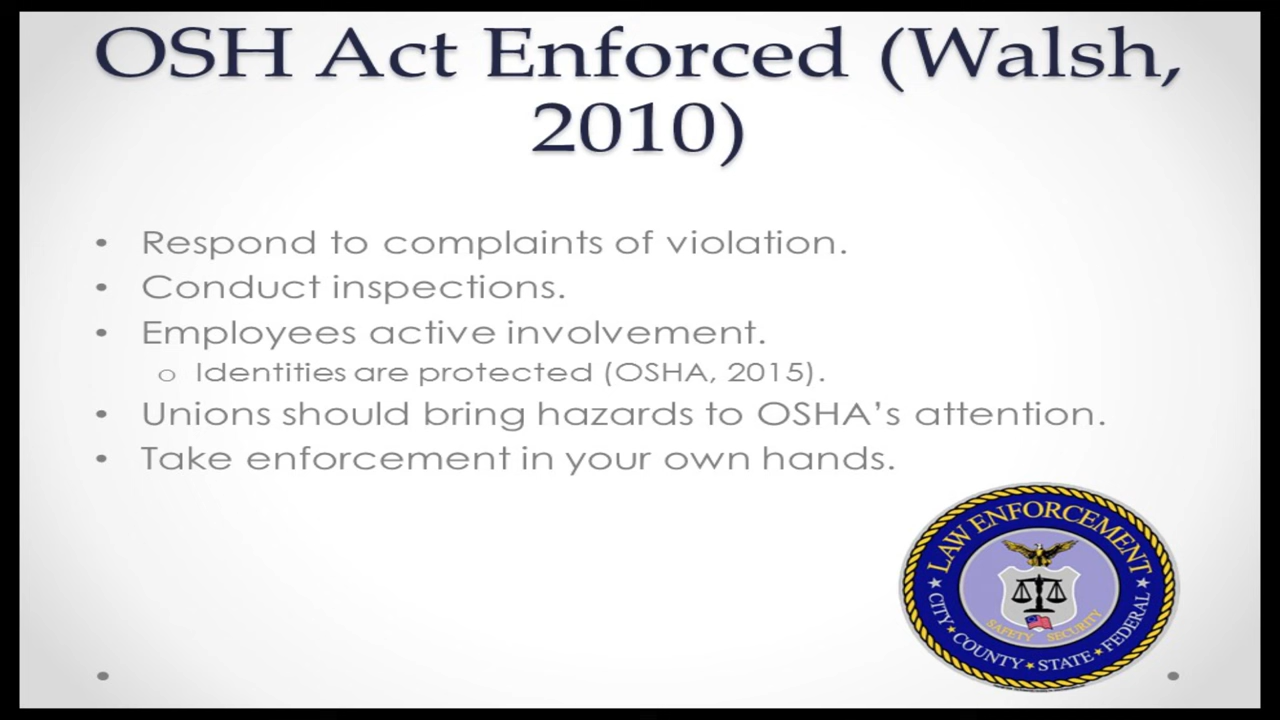 OSH Act Enforced (Walsh,
2010)
• Respond to complaints of violation.
• Conduct inspections.
• Employees active involvement.
o Identities are protected (OSHA, 2015).
• Unions should bring hazards to OSHA’s attention.
• Take enforcement in your own hands.
LAW ENFORCEMENT
SAFETY SECURITY
CITY ★ COUNTY ★ STATE ★ FEDERAL